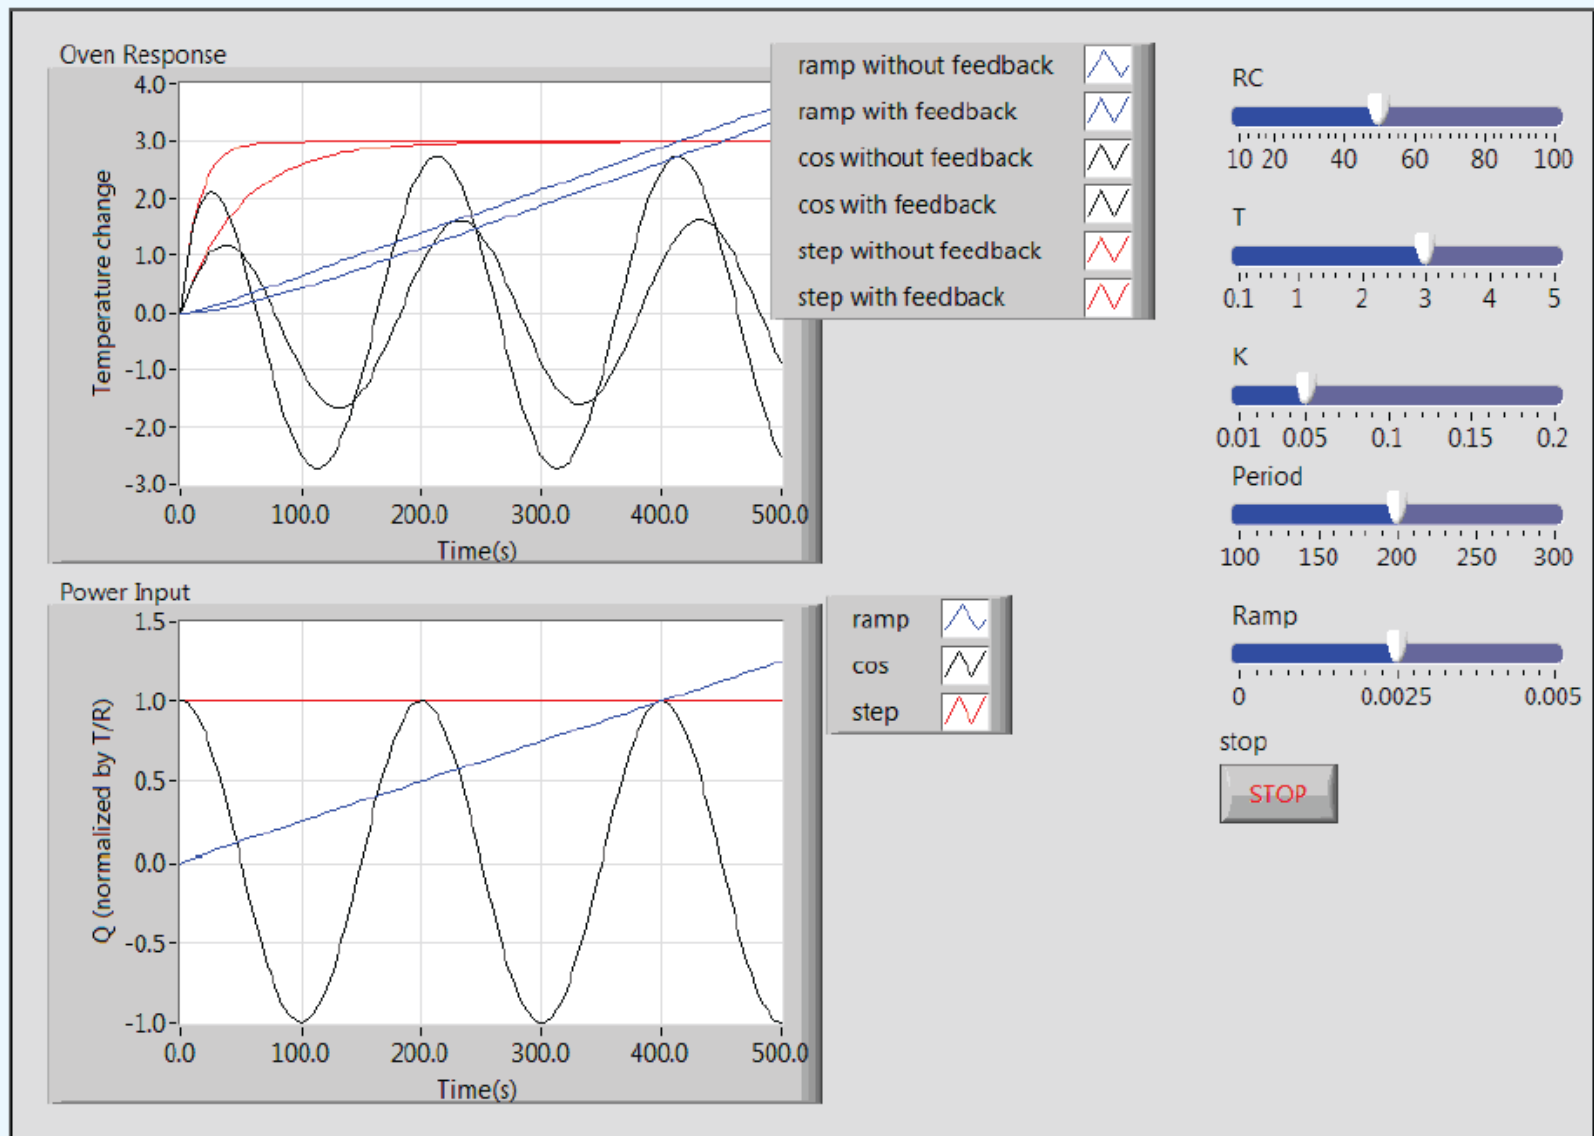 Oven Response
Temperature change
4.0
3.0
2.0
1.0
0.0
-1.0
-2.0
-3.0
0.0 100.0 200.0 300.0 400.0 500.0
Time(s)
ramp without feedback
ramp with feedback
cos without feedback
cos with feedback
step without feedback
step with feedback
RC
10 20 40 60 80 100
T
0.1 1 2 3 4 5
K
0.01 0.05 0.1 0.15 0.2
Period
100 150 200 250 300
Ramp
0 0.0025 0.005
stop
STOP
Power Input
Q (normalized by T/R)
1.5
1.0
0.5
0.0
-0.5
-1.0
0.0 100.0 200.0 300.0 400.0 500.0
Time(s)
ramp
cos
step